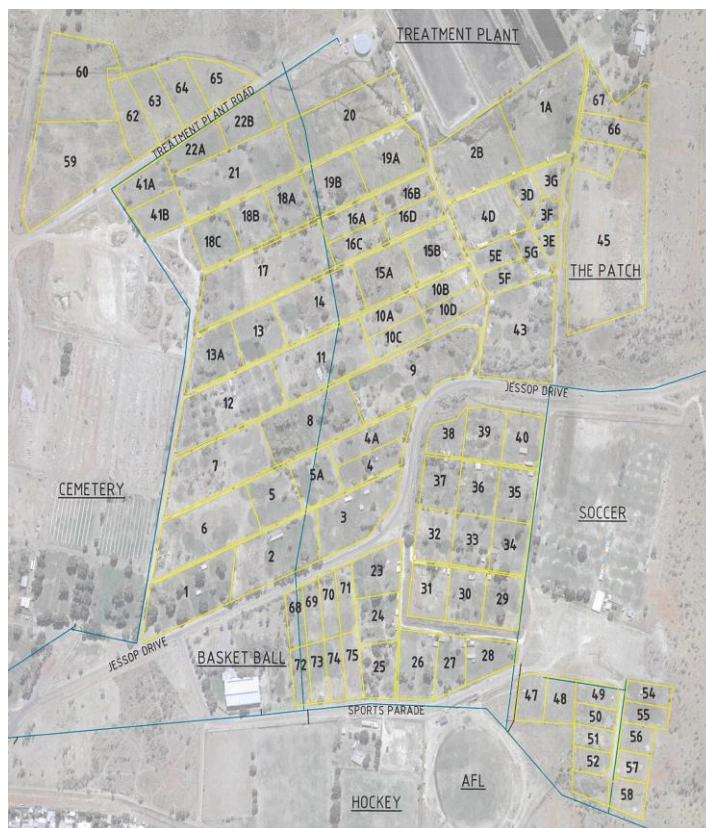 TREATMENT PLANT
60
65
64
63
62
67
1A
66
TREATMENT PLANT ROAD
20
22B
22A
59
2B
19A
21
3G
41A
19B
3D
16B
18A
41B
18B
16A
16D
4D
3F
18C
16C
3E
45
15B
5E
5G
17
15A
5F
THE PATCH
10B
14
10A
10D
13
43
10C
13A
11
9
JESSOP DRIVE
12
8
38
39
40
4A
7
4
5A
CEMETERY
37
36
35
5
3
SOCCER
6
32
33
34
2
1
23
31
30
29
68
69
70
71
24
JESSOP DRIVE
BASKET BALL
72
73
74
75
25
26
27
28
47
48
49
54
SPORTS PARADE
50
55
51
56
52
57
AFL
58
HOCKEY